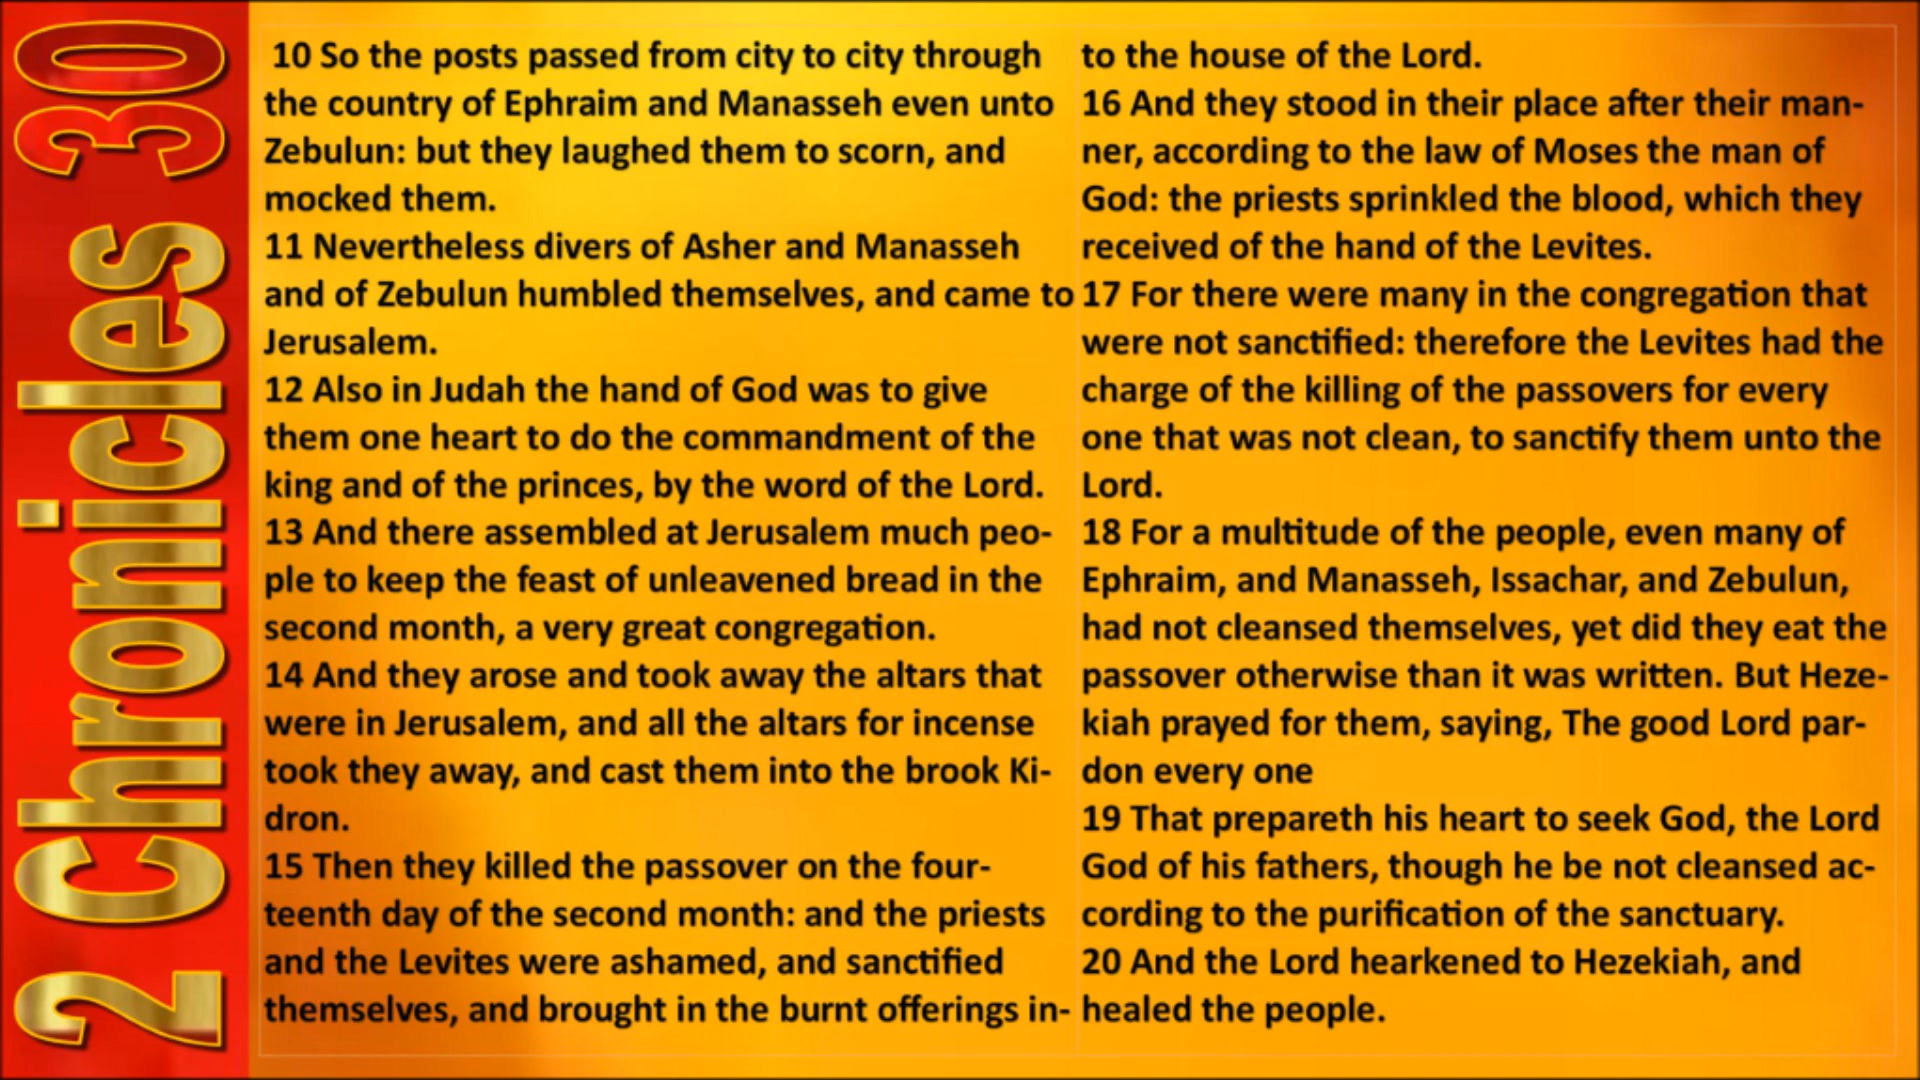 2 Chronicles 30
10 So the posts passed from city to city through
the country of Ephraim and Manasseh even unto
Zebulun: but they laughed them to scorn, and
mocked them.
11 Nevertheless divers of Asher and Manasseh
and of Zebulun humbled themselves, and came to
Jerusalem.
12 Also in Judah the hand of God was to give
them one heart to do the commandment of the
king and of the princes, by the word of the Lord.
13 And there assembled at Jerusalem much peo-
ple to keep the feast of unleavened bread in the
second month, a very great congregation.
14 And they arose and took away the altars that
were in Jerusalem, and all the altars for incense
took they away, and cast them into the brook Ki-
dron.
15 Then they killed the passover on the four-
teenth day of the second month: and the priests
and the Levites were ashamed, and sanctified
themselves, and brought in the burnt offerings in-
to the house of the Lord.
16 And they stood in their place after their man-
ner, according to the law of Moses the man of
God: the priests sprinkled the blood, which they
received of the hand of the Levites.
17 For there were many in the congregation that
were not sanctified: therefore the Levites had the
charge of the killing of the passovers for every
one that was not clean, to sanctify them unto the
Lord.
18 For a multitude of the people, even many of
Ephraim, and Manasseh, Issachar, and Zebulun,
had not cleansed themselves, yet did they eat the
passover otherwise than it was written. But Heze-
kiah prayed for them, saying, The good Lord par-
don every one
19 That prepareth his heart to seek God, the Lord
God of his fathers, though he be not cleansed ac-
cording to the purification of the sanctuary.
20 And the Lord hearkened to Hezekiah, and
healed the people.